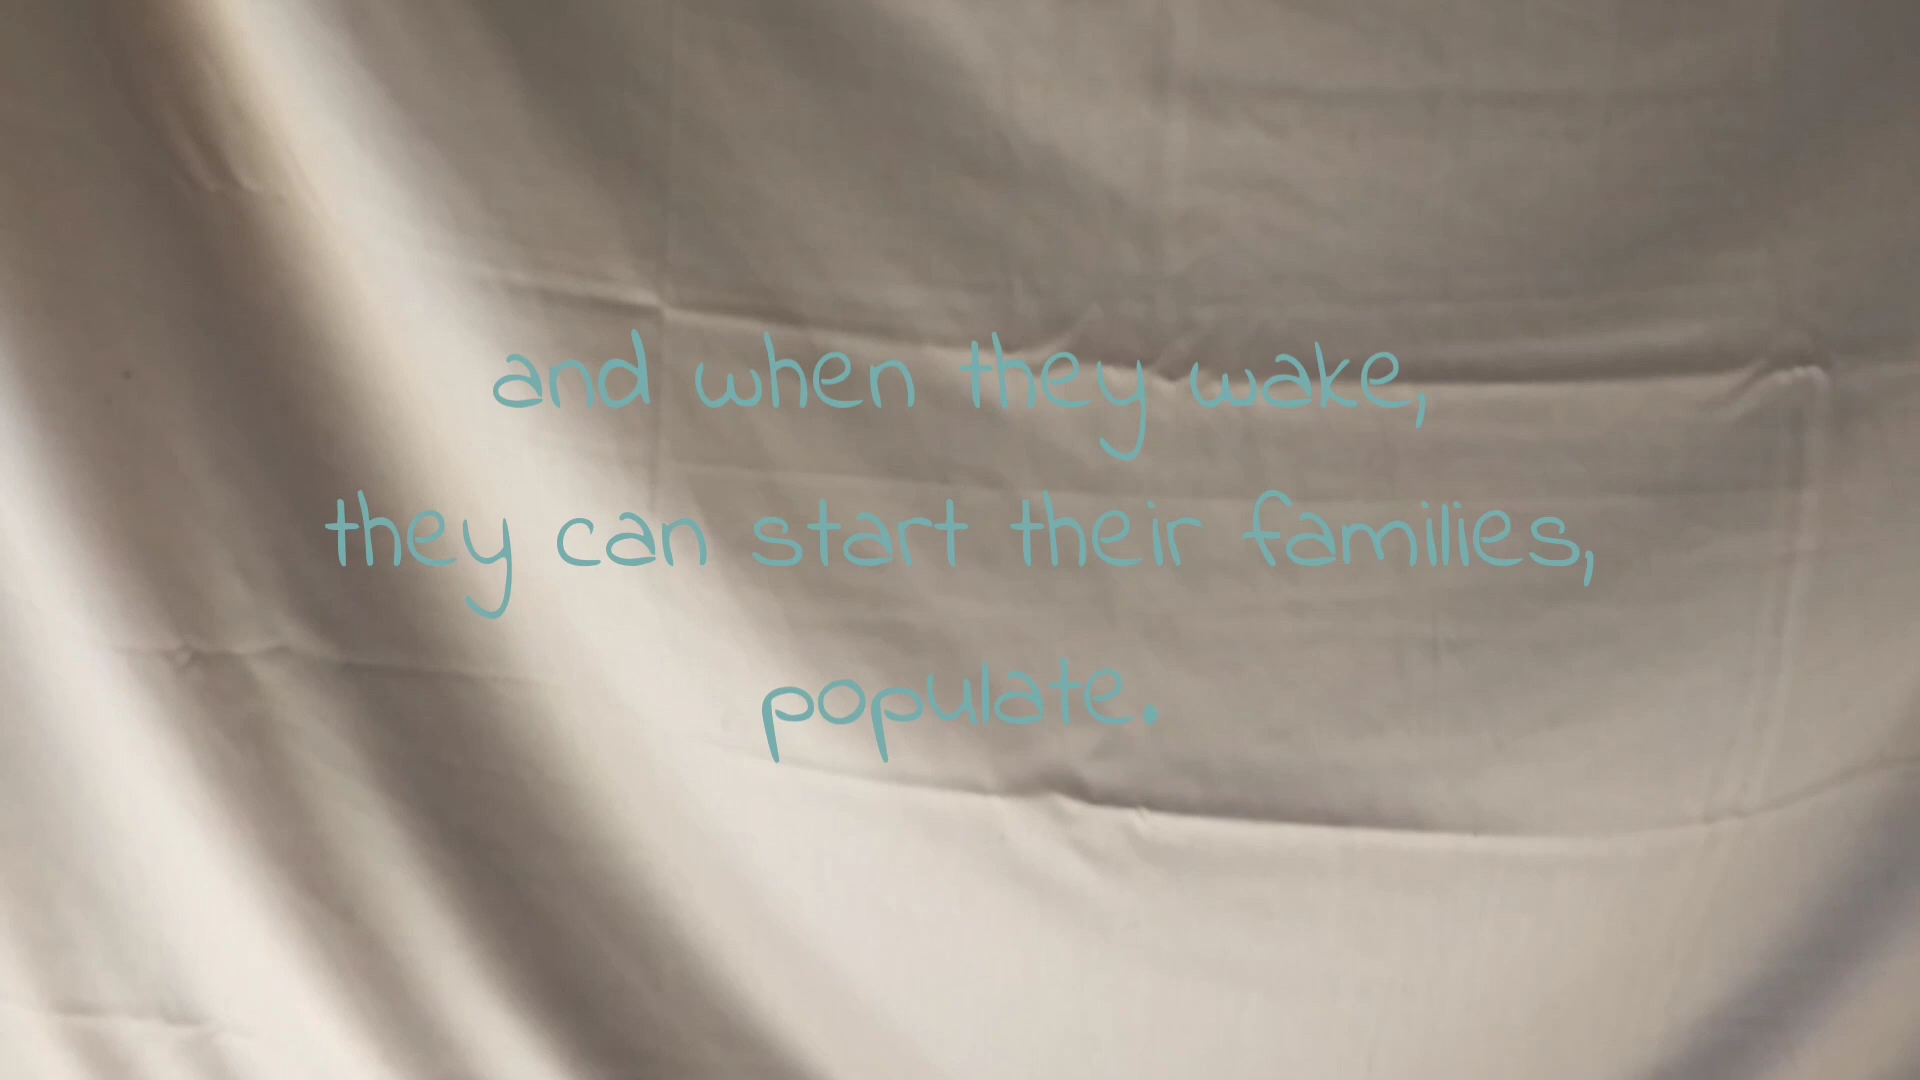 and when they wake,
they can start their families,
populate.